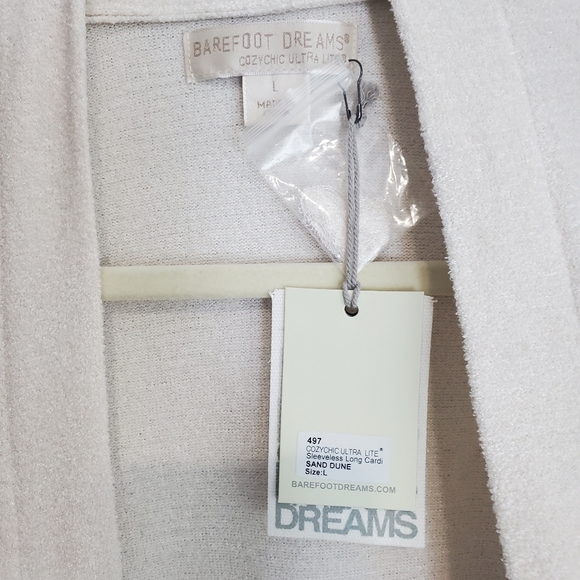 BAREFOOT DREAMS®
COZYCHIC ULTRA LITE®
L
497
COZYCHIC ULTRA LITE®
Sleeveless Long Cardi
SAND DUNE
Size:L
BAREFOOTDREAMS.COM
DREAMS